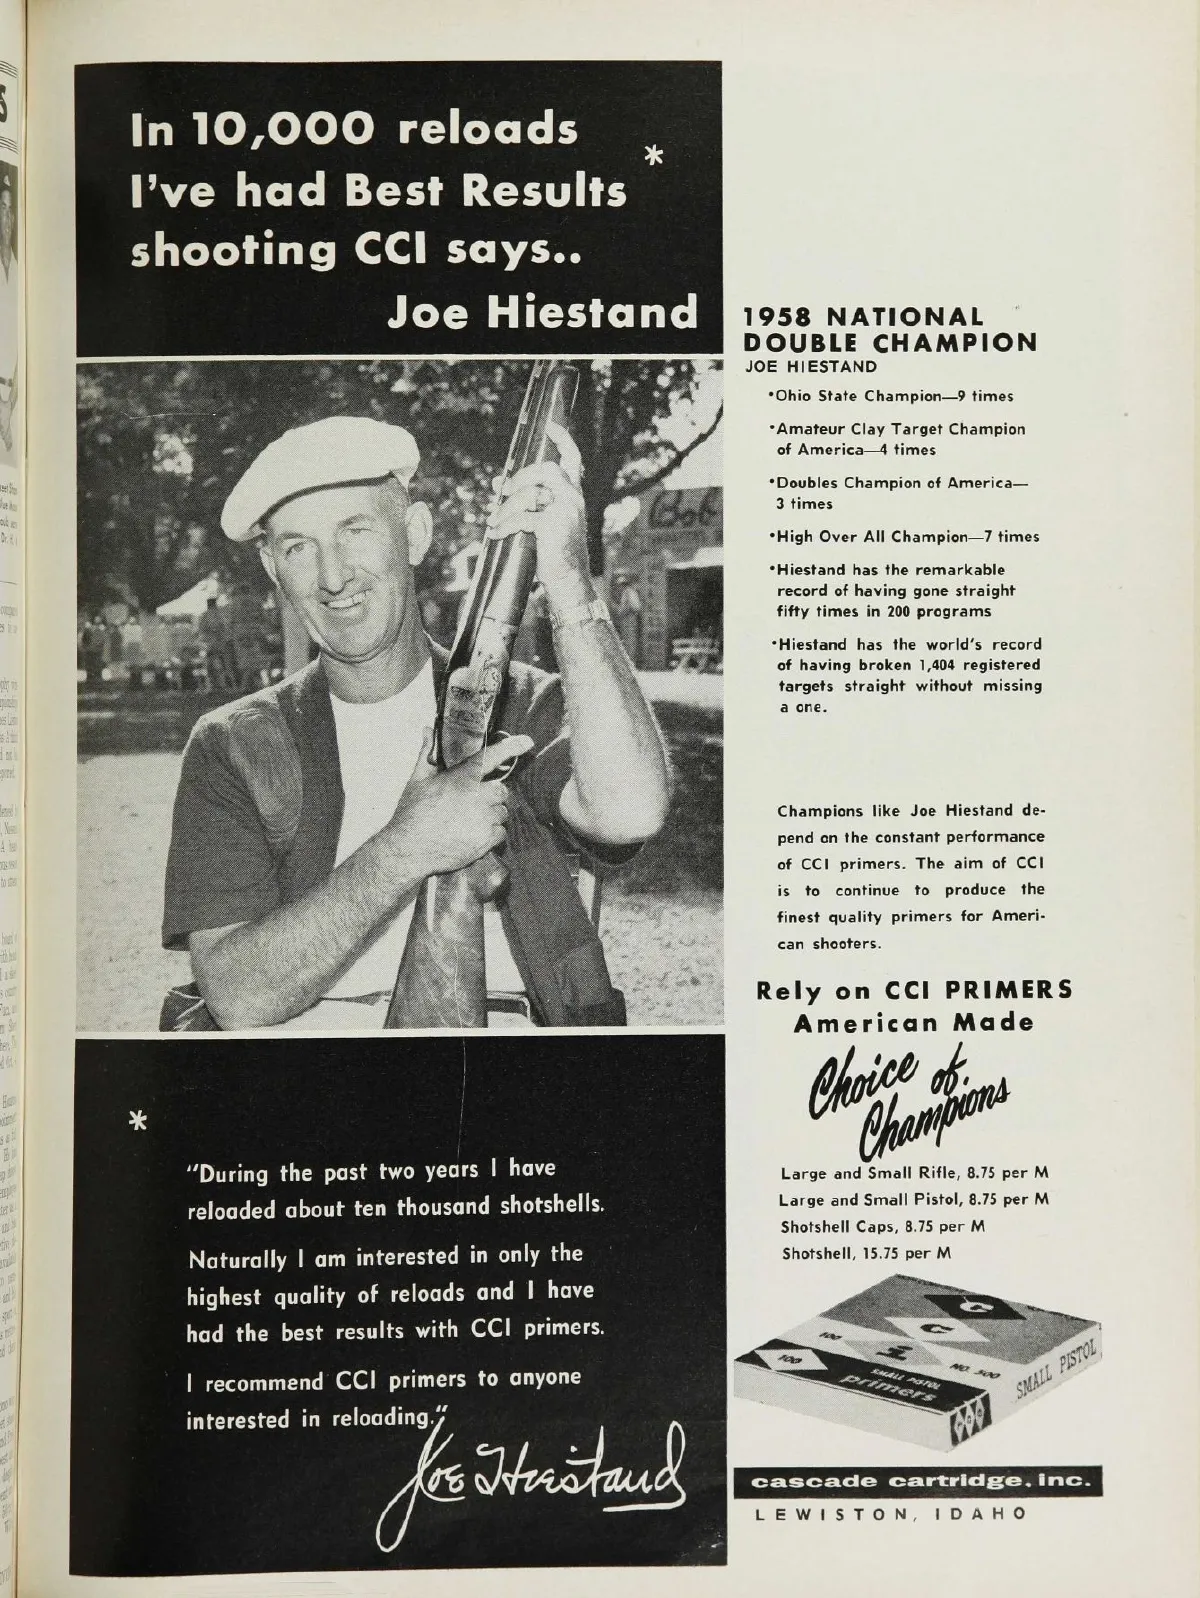 In 10,000 reloads
*
I've had Best Results
shooting CCI says..
Joe Hiestand
1958 NATIONAL
DOUBLE CHAMPION
JOE HIESTAND
•Ohio State Champion—9 times
•Amateur Clay Target Champion
of America—4 times
•Doubles Champion of America—
3 times
•High Over All Champion—7 times
•Hiestand has the remarkable
record of having gone straight
fifty times in 200 programs
•Hiestand has the world's record
of having broken 1,404 registered
targets straight without missing
a one.
Champions like Joe Hiestand de-
pend on the constant performance
of CCI primers. The aim of CCI
is to continue to produce the
finest quality primers for Ameri-
can shooters.
Rely on CCI PRIMERS
American Made
Choice of
Champions
Large and Small Rifle, 8.75 per M
Large and Small Pistol, 8.75 per M
Shotshell Caps, 8.75 per M
Shotshell, 15.75 per M
C
C
i
100
NO. 500
100
SMALL PISTOL
primers
SMALL PISTOL
cascade cartridge, inc.
LEWISTON, IDAHO
*
"During the past two years I have
reloaded about ten thousand shotshells.
Naturally I am interested in only the
highest quality of reloads and I have
had the best results with CCI primers.
I recommend CCI primers to anyone
interested in reloading."
Joe Hiestand
Bob